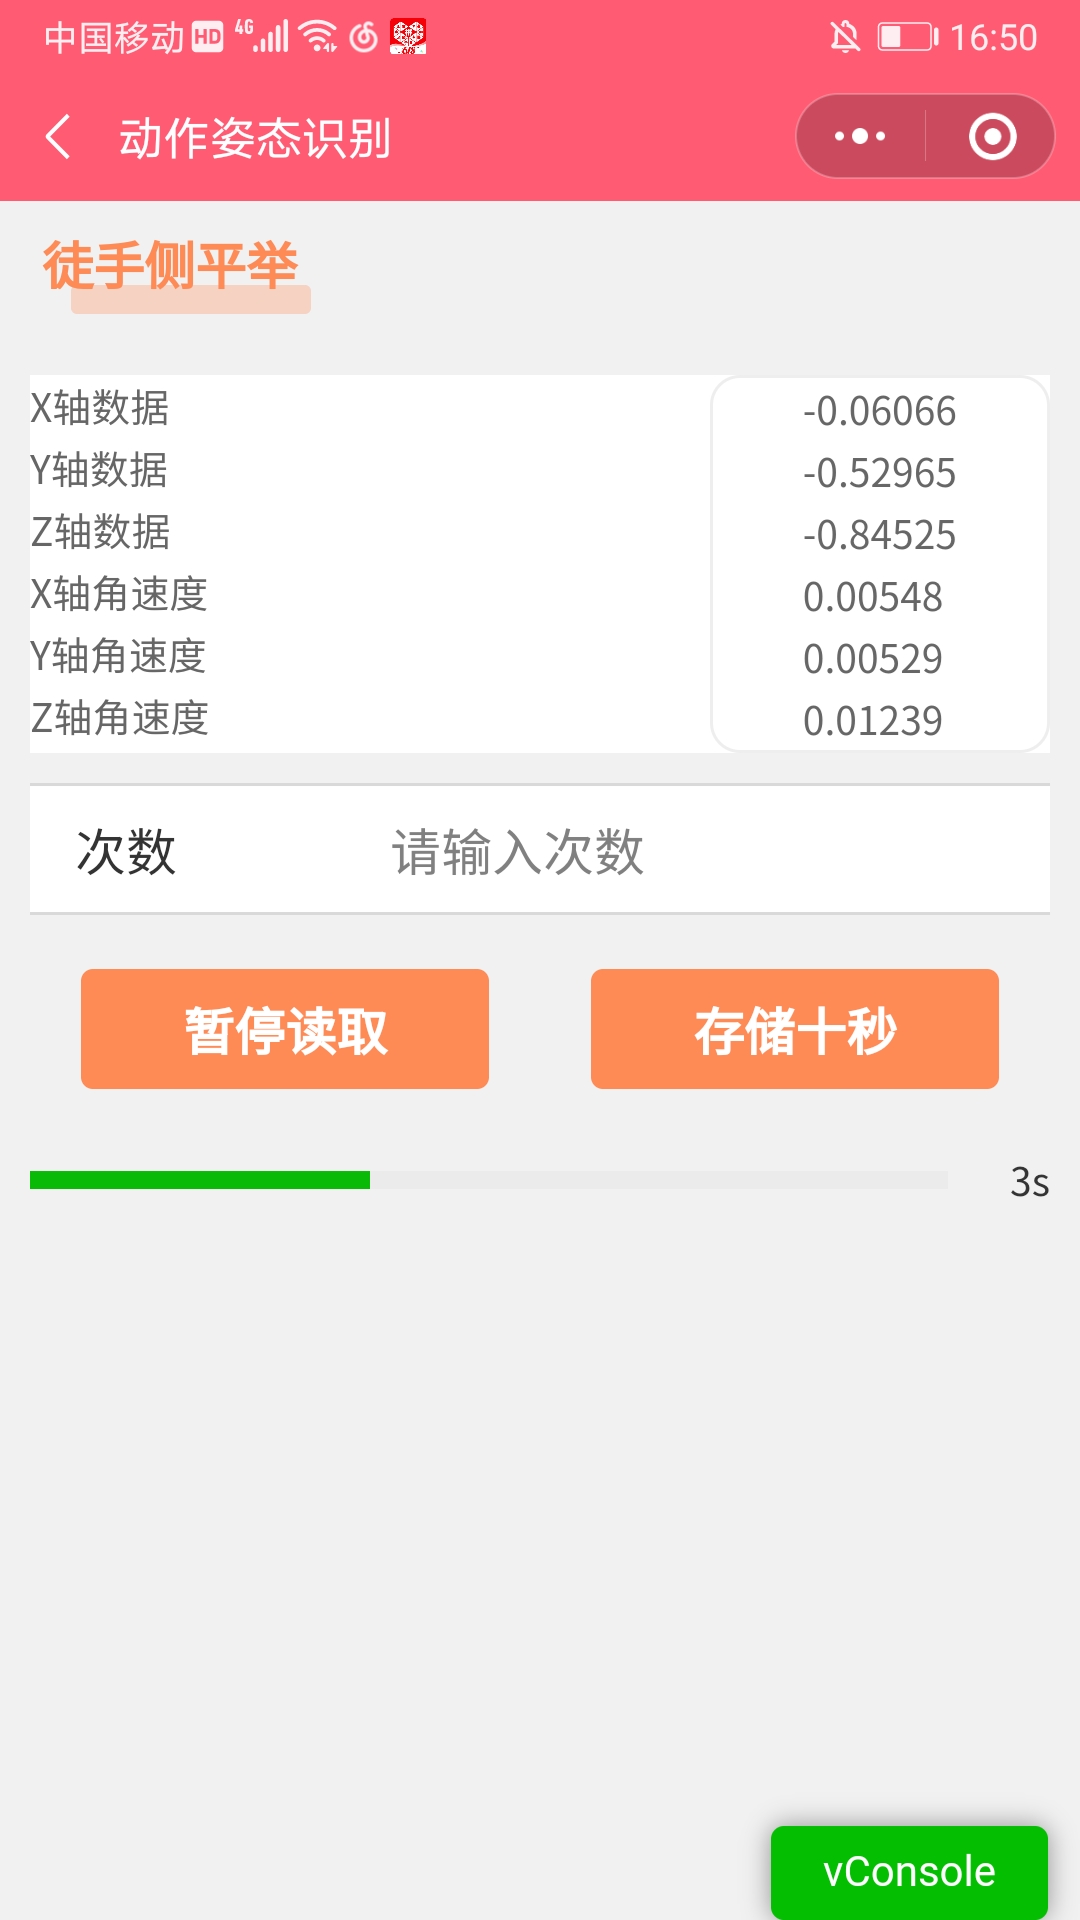 中国移动 HD 4G 16:50
动作姿态识别
徒手侧平举
X轴数据 -0.06066
Y轴数据 -0.52965
Z轴数据 -0.84525
X轴角速度 0.00548
Y轴角速度 0.00529
Z轴角速度 0.01239
次数 请输入次数
暂停读取 存储十秒
3s
vConsole